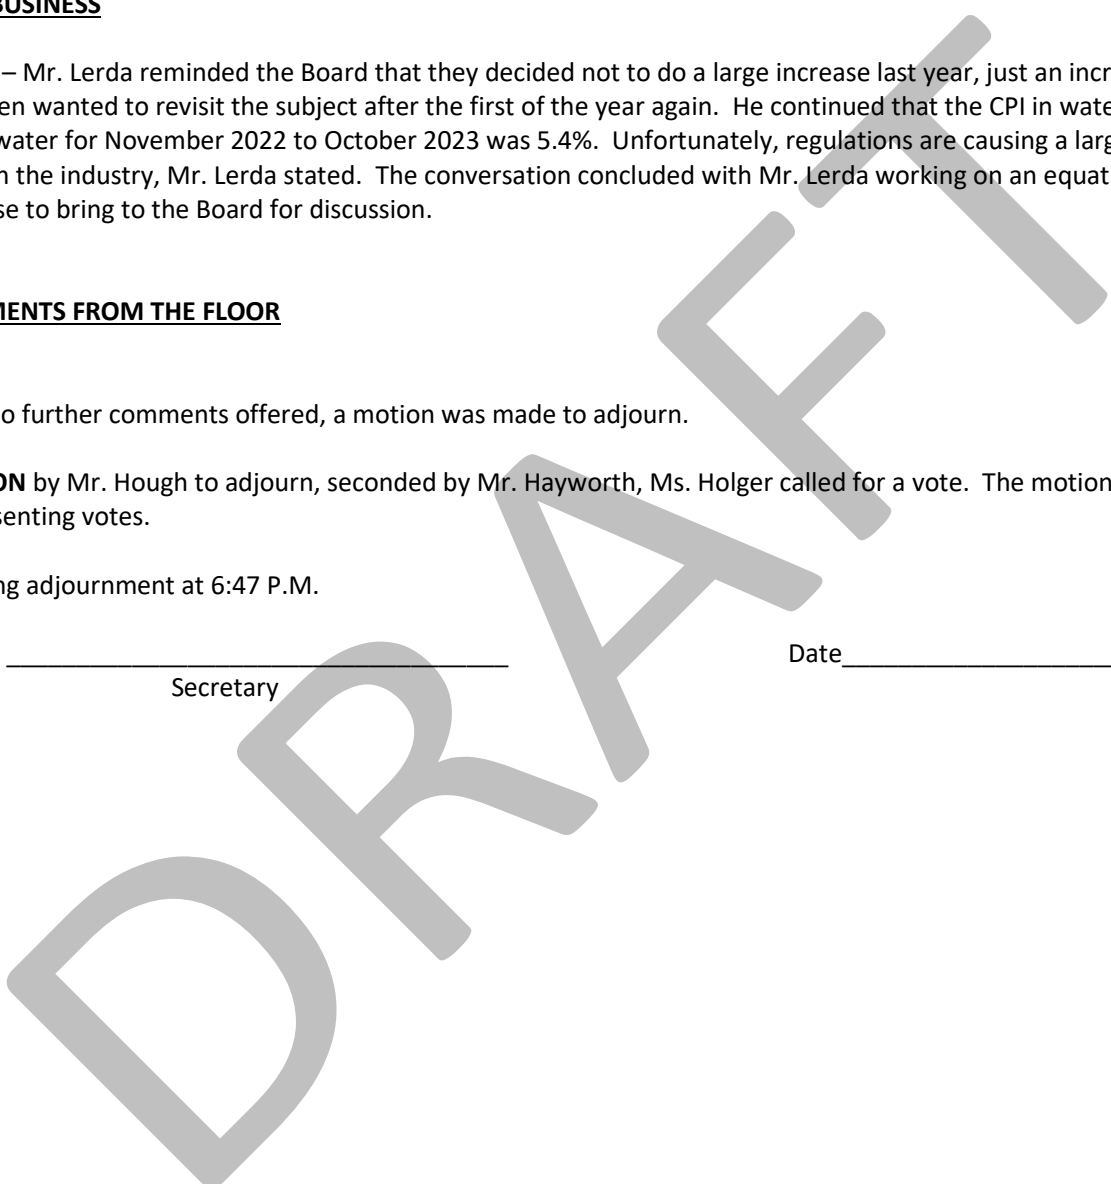 BUSINESS
– Mr. Lerda reminded the Board that they decided not to do a large increase last year, just an incr
en wanted to revisit the subject after the first of the year again. He continued that the CPI in wate
water for November 2022 to October 2023 was 5.4%. Unfortunately, regulations are causing a larg
n the industry, Mr. Lerda stated. The conversation concluded with Mr. Lerda working on an equat
se to bring to the Board for discussion.
MENTS FROM THE FLOOR
o further comments offered, a motion was made to adjourn.
ON by Mr. Hough to adjourn, seconded by Mr. Hayworth, Ms. Holger called for a vote. The motion
senting votes.
ng adjournment at 6:47 P.M.
____________________________________ Date____________________
Secretary
DRAFT